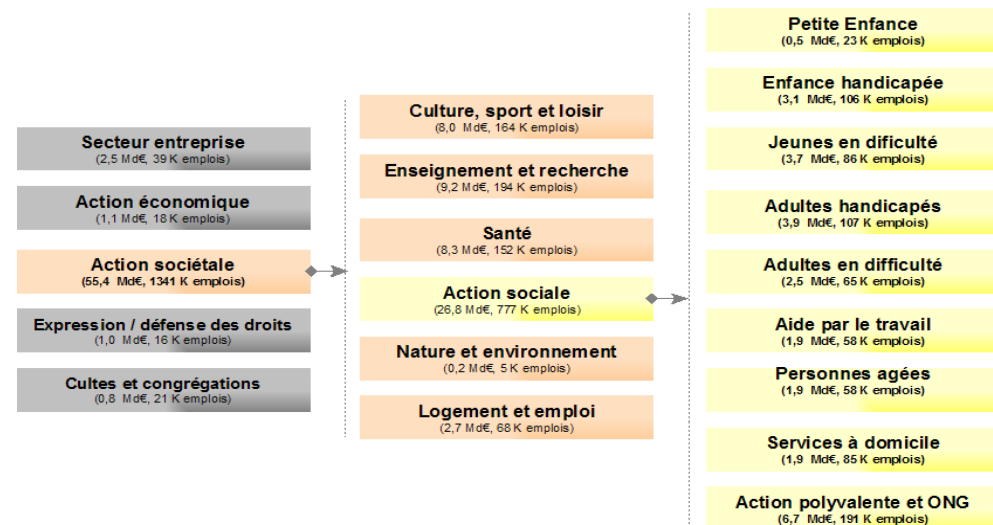 Secteur entreprise
(2,5 Md€, 39 K emplois)
Action économique
(1,1 Md€, 18 K emplois)
Action sociétale
(55,4 Md€, 1341 K emplois)
Expression / défense des droits
(1,0 Md€, 16 K emplois)
Cultes et congrégations
(0,8 Md€, 21 K emplois)
Culture, sport et loisir
(8,0 Md€, 164 K emplois)
Enseignement et recherche
(9,2 Md€, 194 K emplois)
Santé
(8,3 Md€, 152 K emplois)
Action sociale
(26,8 Md€, 777 K emplois)
Nature et environnement
(0,2 Md€, 5 K emplois)
Logement et emploi
(2,7 Md€, 68 K emplois)
Petite Enfance
(0,5 Md€, 23 K emplois)
Enfance handicapée
(3,1 Md€, 106 K emplois)
Jeunes en dificulté
(3,7 Md€, 86 K emplois)
Adultes handicapés
(3,9 Md€, 107 K emplois)
Adultes en difficulté
(2,5 Md€, 65 K emplois)
Aide par le travail
(1,9 Md€, 58 K emplois)
Personnes agées
(1,9 Md€, 58 K emplois)
Services à domicile
(1,9 Md€, 85 K emplois)
Action polyvalente et ONG
(6,7 Md€, 191 K emplois)